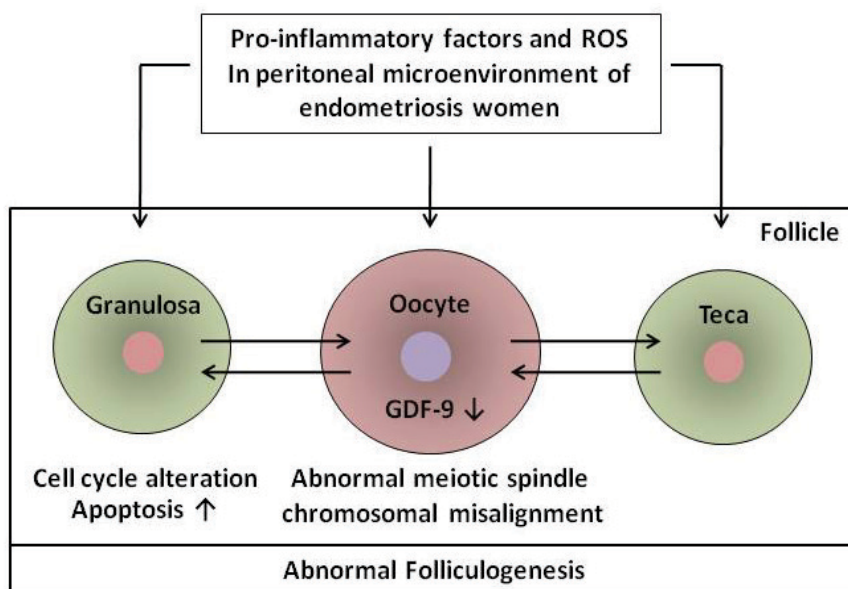 Pro-inflammatory factors and ROS
In peritoneal microenvironment of
endometriosis women
Follicle
Granulosa
Oocyte
Teca
GDF-9 ↓
Cell cycle alteration
Apoptosis ↑
Abnormal meiotic spindle
chromosomal misalignment
Abnormal Folliculogenesis